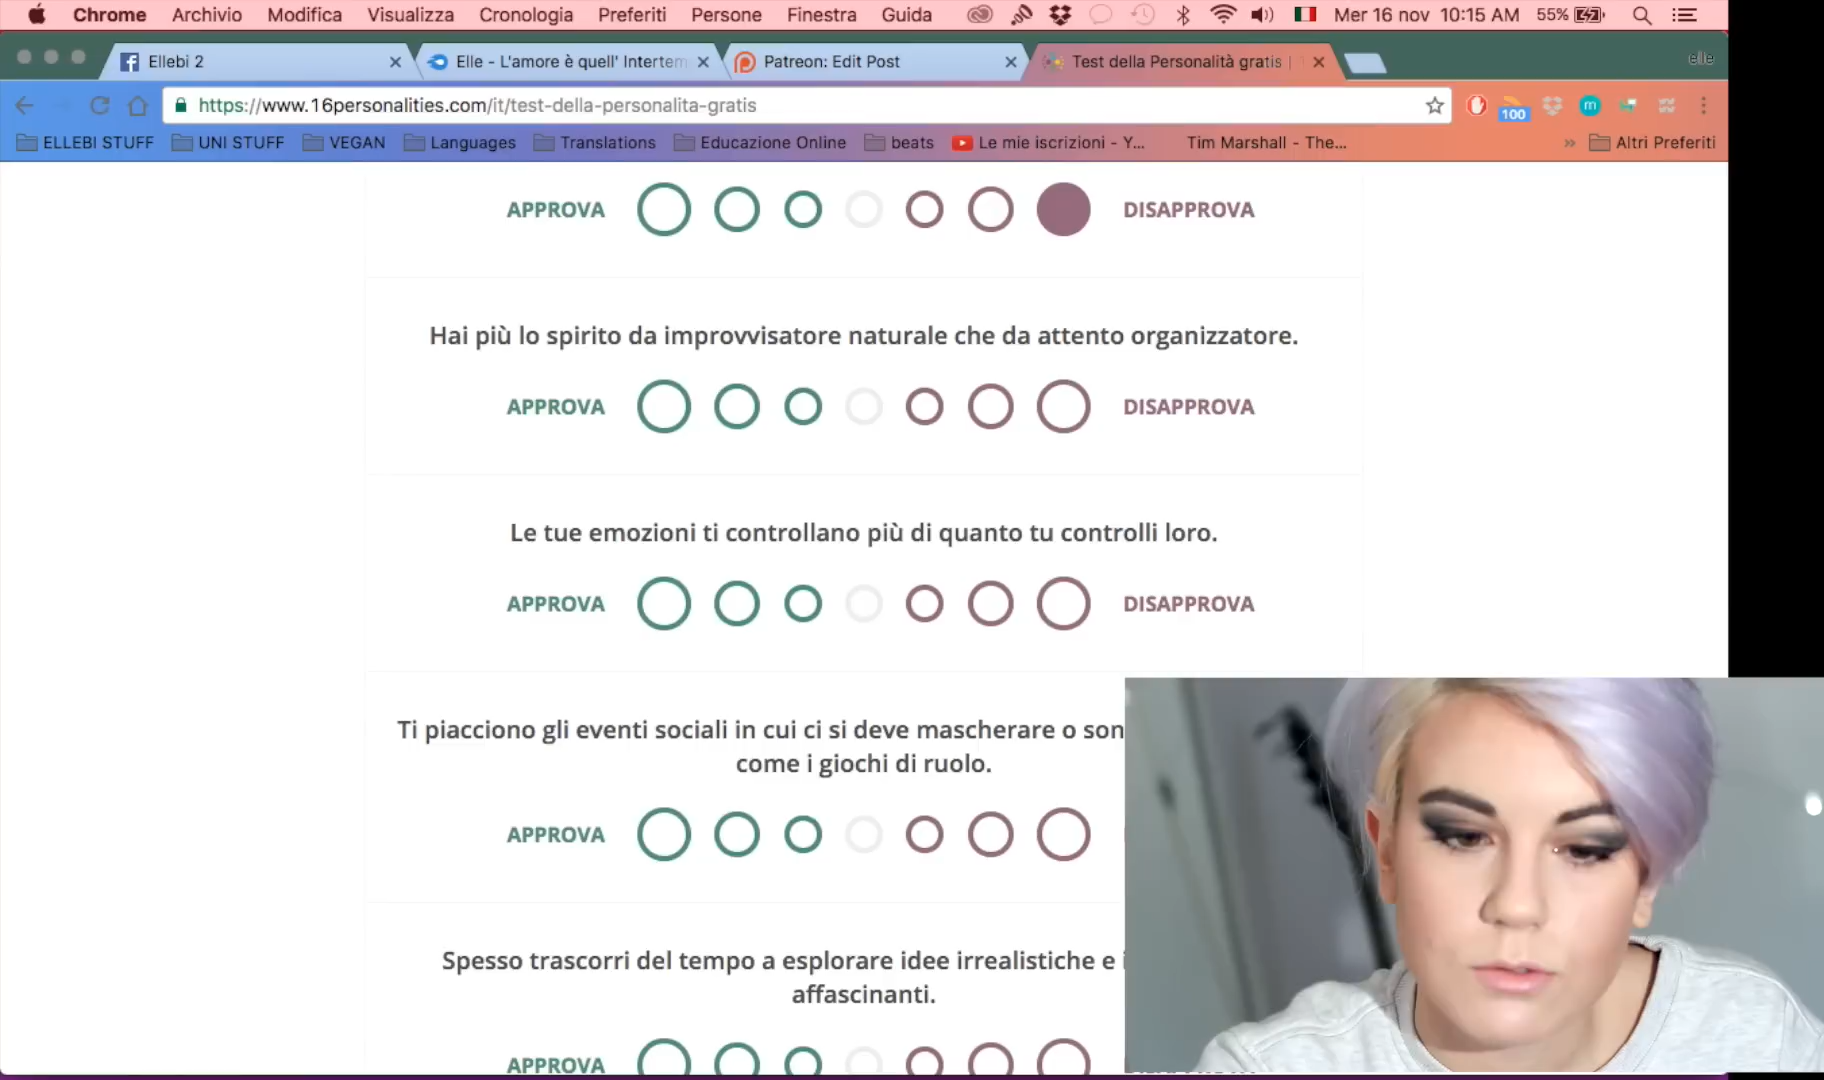 Chrome Archivio Modifica Visualizza Cronologia Preferiti Persone Finestra Guida Mer 16 nov 10:15 AM 55%
Ellebi 2 Elle - L'amore è quell' Interten Patreon: Edit Post Test della Personalità gratis | elle
https://www.16personalities.com/it/test-della-personalita-gratis 100 m
ELLEBI STUFF UNI STUFF VEGAN Languages Translations Educazione Online beats Le mie iscrizioni - Y... Tim Marshall - The... » Altri Preferiti
APPROVA DISAPPROVA
Hai più lo spirito da improvvisatore naturale che da attento organizzatore.
APPROVA DISAPPROVA
Le tue emozioni ti controllano più di quanto tu controlli loro.
APPROVA DISAPPROVA
Ti piacciono gli eventi sociali in cui ci si deve mascherare o son
come i giochi di ruolo.
APPROVA
Spesso trascorri del tempo a esplorare idee irrealistiche e
affascinanti.
APPROVA